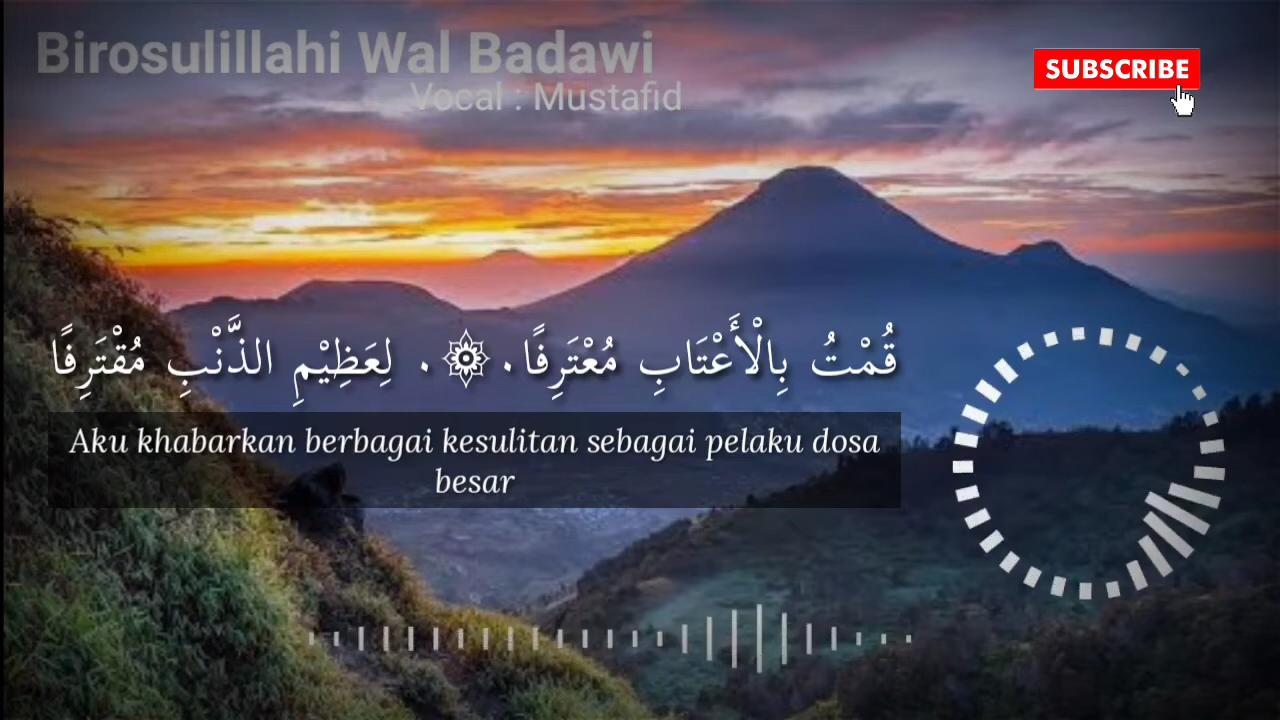 Birosulillahi Wal Badawi
Vocal : Mustafid
SUBSCRIBE
قُمْتُ بِالْأَعْتَابِ مُعْتَرِفًا ۞ لِعَظِيْمِ الذَّنْبِ مُقْتَرِفًا
Aku khabarkan berbagai kesulitan sebagai pelaku dosa
besar